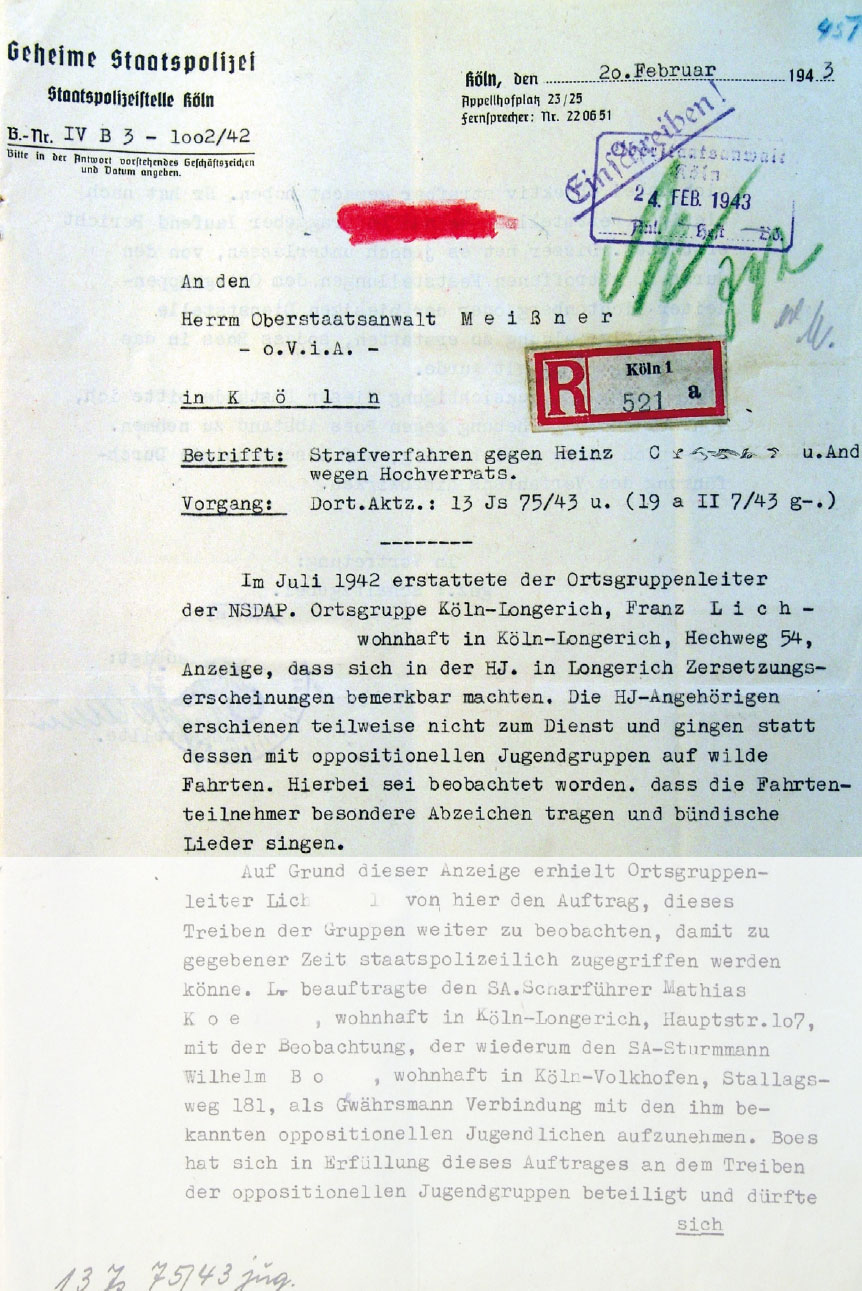 457
Geheime Staatspolizei
Staatspolizeistelle Köln
B.-Nr. IV B 3 - 1oo2/42
Bitte in der Antwort vorstehendes Geschäftszeichen
und Datum angeben.
Köln, den 2o.Februar 1943
Appellhofplatz 23/25
Fernsprecher: Nr. 220651
Einschreiben!
Oberstaatsanwalt
Köln
24. FEB. 1943
Anl. Heft Bd.
An den
Herrm Oberstaatsanwalt M e i ß n e r
- o.V.i.A. -
in K ö l n
R
Köln 1
521 a
Betrifft: Strafverfahren gegen Heinz C u.And
wegen Hochverrats.
Vorgang: Dort.Aktz.: 13 Js 75/43 u. (19 a II 7/43 g-.)
--------
Im Juli 1942 erstattete der Ortsgruppenleiter
der NSDAP. Ortsgruppe Köln-Longerich, Franz L i c h -
wohnhaft in Köln-Longerich, Hechweg 54,
Anzeige, dass sich in der HJ. in Longerich Zersetzungs-
erscheinungen bemerkbar machten. Die HJ-Angehörigen
erschienen teilweise nicht zum Dienst und gingen statt
dessen mit oppositionellen Jugendgruppen auf wilde
Fahrten. Hierbei sei beobachtet worden. dass die Fahrten-
teilnehmer besondere Abzeichen tragen und bündische
Lieder singen.
Auf Grund dieser Anzeige erhielt Ortsgruppen-
leiter Lich l von hier den Auftrag, dieses
Treiben der Gruppen weiter zu beobachten, damit zu
gegebener Zeit staatspolizeilich zugegriffen werden
könne. L. beauftragte den SA.Scharführer Mathias
K o e , wohnhaft in Köln-Longerich, Hauptstr.1o7,
mit der Beobachtung, der wiederum den SA-Sturmmann
Wilhelm B o , wohnhaft in Köln-Volkhofen, Stallags-
weg 181, als Gewährsmann Verbindung mit den ihm be-
kannten oppositionellen Jugendlichen aufzunehmen. Boes
hat sich in Erfüllung dieses Auftrages an dem Treiben
der oppositionellen Jugendgruppen beteiligt und dürfte
sich
13 Js 75/43 jug.